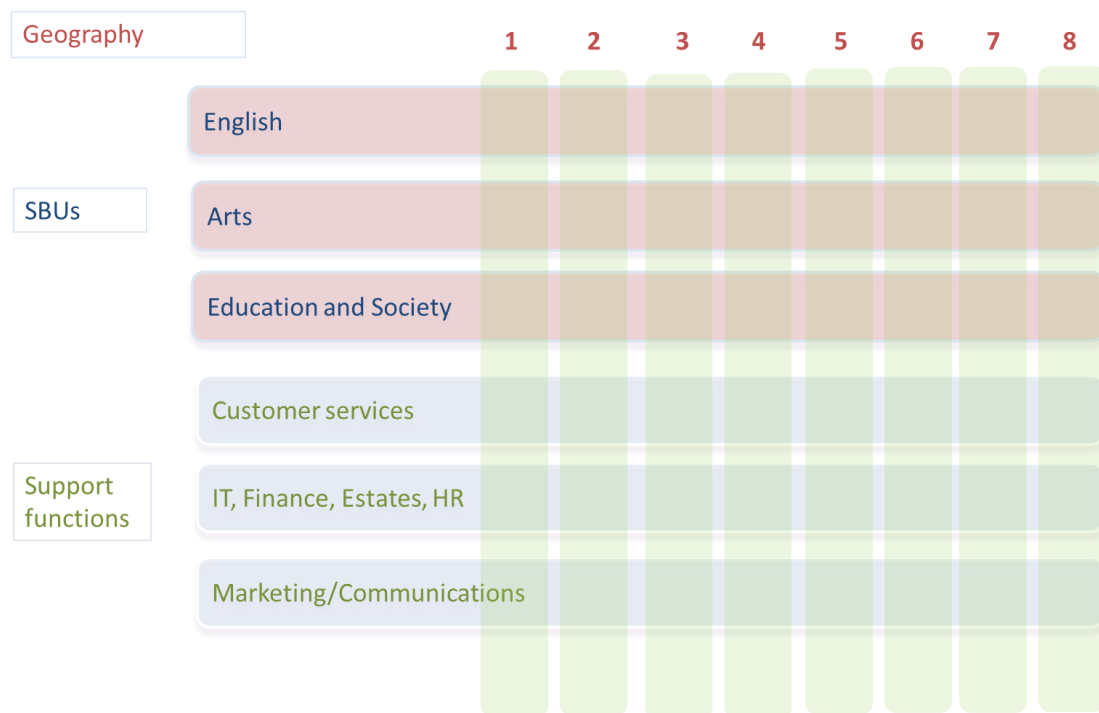 Geography
1 2 3 4 5 6 7 8
English
SBUs
Arts
Education and Society
Customer services
Support
functions
IT, Finance, Estates, HR
Marketing/Communications